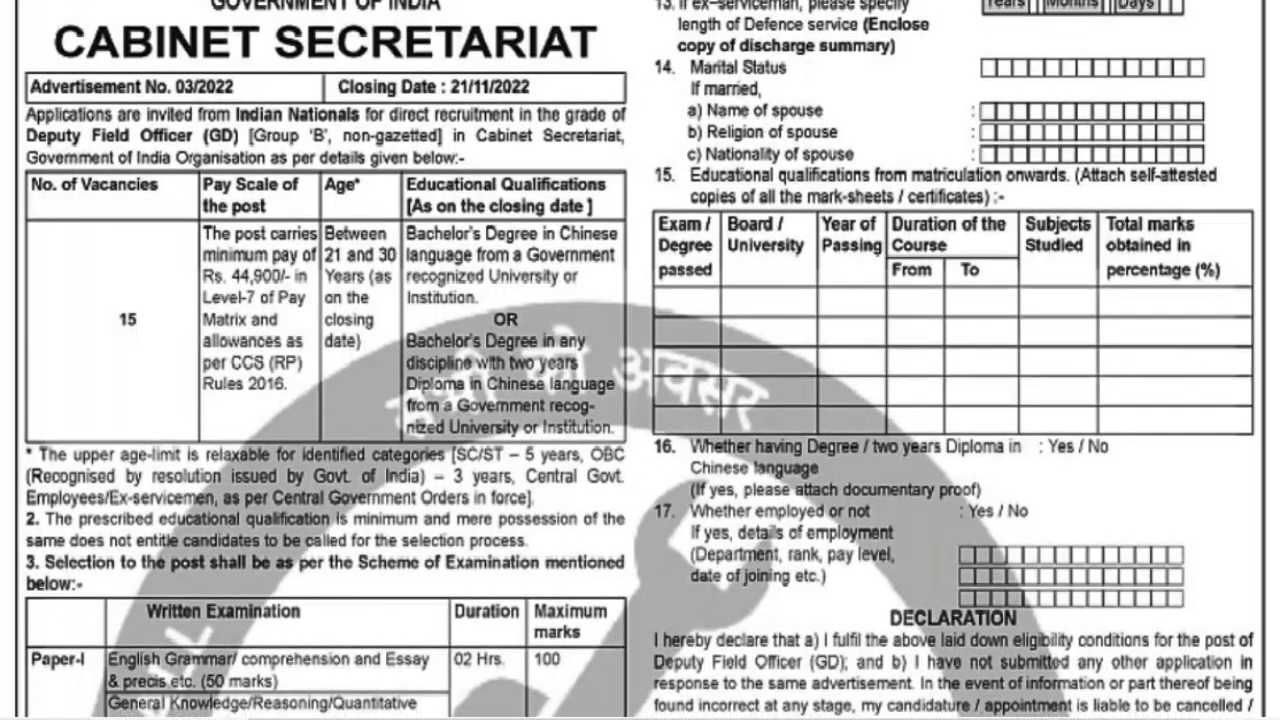 GOVERNMENT OF INDIA
CABINET SECRETARIAT
Advertisement No. 03/2022 Closing Date : 21/11/2022
Applications are invited from Indian Nationals for direct recruitment in the grade of
Deputy Field Officer (GD) [Group 'B', non-gazetted] in Cabinet Secretariat,
Government of India Organisation as per details given below:-
No. of Vacancies
Pay Scale of
the post
Age*
Educational Qualifications
[As on the closing date ]
15
The post carries
minimum pay of
Rs. 44,900/- in
Level-7 of Pay
Matrix and
allowances as
per CCS (RP)
Rules 2016.
Between
21 and 30
Years (as
on the
closing
date)
Bachelor's Degree in Chinese
language from a Government
recognized University or
Institution.
OR
Bachelor's Degree in any
discipline with two years
Diploma in Chinese language
from a Government recog-
nized University or Institution.
* The upper age-limit is relaxable for identified categories [SC/ST – 5 years, OBC
(Recognised by resolution issued by Govt. of India) – 3 years, Central Govt.
Employees/Ex-servicemen, as per Central Government Orders in force].
2. The prescribed educational qualification is minimum and mere possession of the
same does not entitle candidates to be called for the selection process.
3. Selection to the post shall be as per the Scheme of Examination mentioned
below:-
Written Examination
Duration
Maximum
marks
Paper-I
English Grammar/ comprehension and Essay
& precis etc. (50 marks)
02 Hrs.
100
General Knowledge/Reasoning/Quantitative
13. If ex–serviceman, please specify
length of Defence service (Enclose
copy of discharge summary)
Years Months Days
14. Marital Status
If married,
a) Name of spouse :
b) Religion of spouse :
c) Nationality of spouse :
15. Educational qualifications from matriculation onwards. (Attach self-attested
copies of all the mark-sheets / certificates) :-
Exam /
Degree
passed
Board /
University
Year of
Passing
Duration of the
Course
From To
Subjects
Studied
Total marks
obtained in
percentage (%)
16. Whether having Degree / two years Diploma in : Yes / No
Chinese language
(If yes, please attach documentary proof)
17. Whether employed or not : Yes / No
If yes, details of employment
(Department, rank, pay level,
date of joining etc.)
DECLARATION
I hereby declare that a) I fulfil the above laid down eligibility conditions for the post of
Deputy Field Officer (GD); and b) I have not submitted any other application in
response to the same advertisement. In the event of information or part thereof being
found incorrect at any stage, my candidature / appointment is liable to be cancelled /
को अवसर